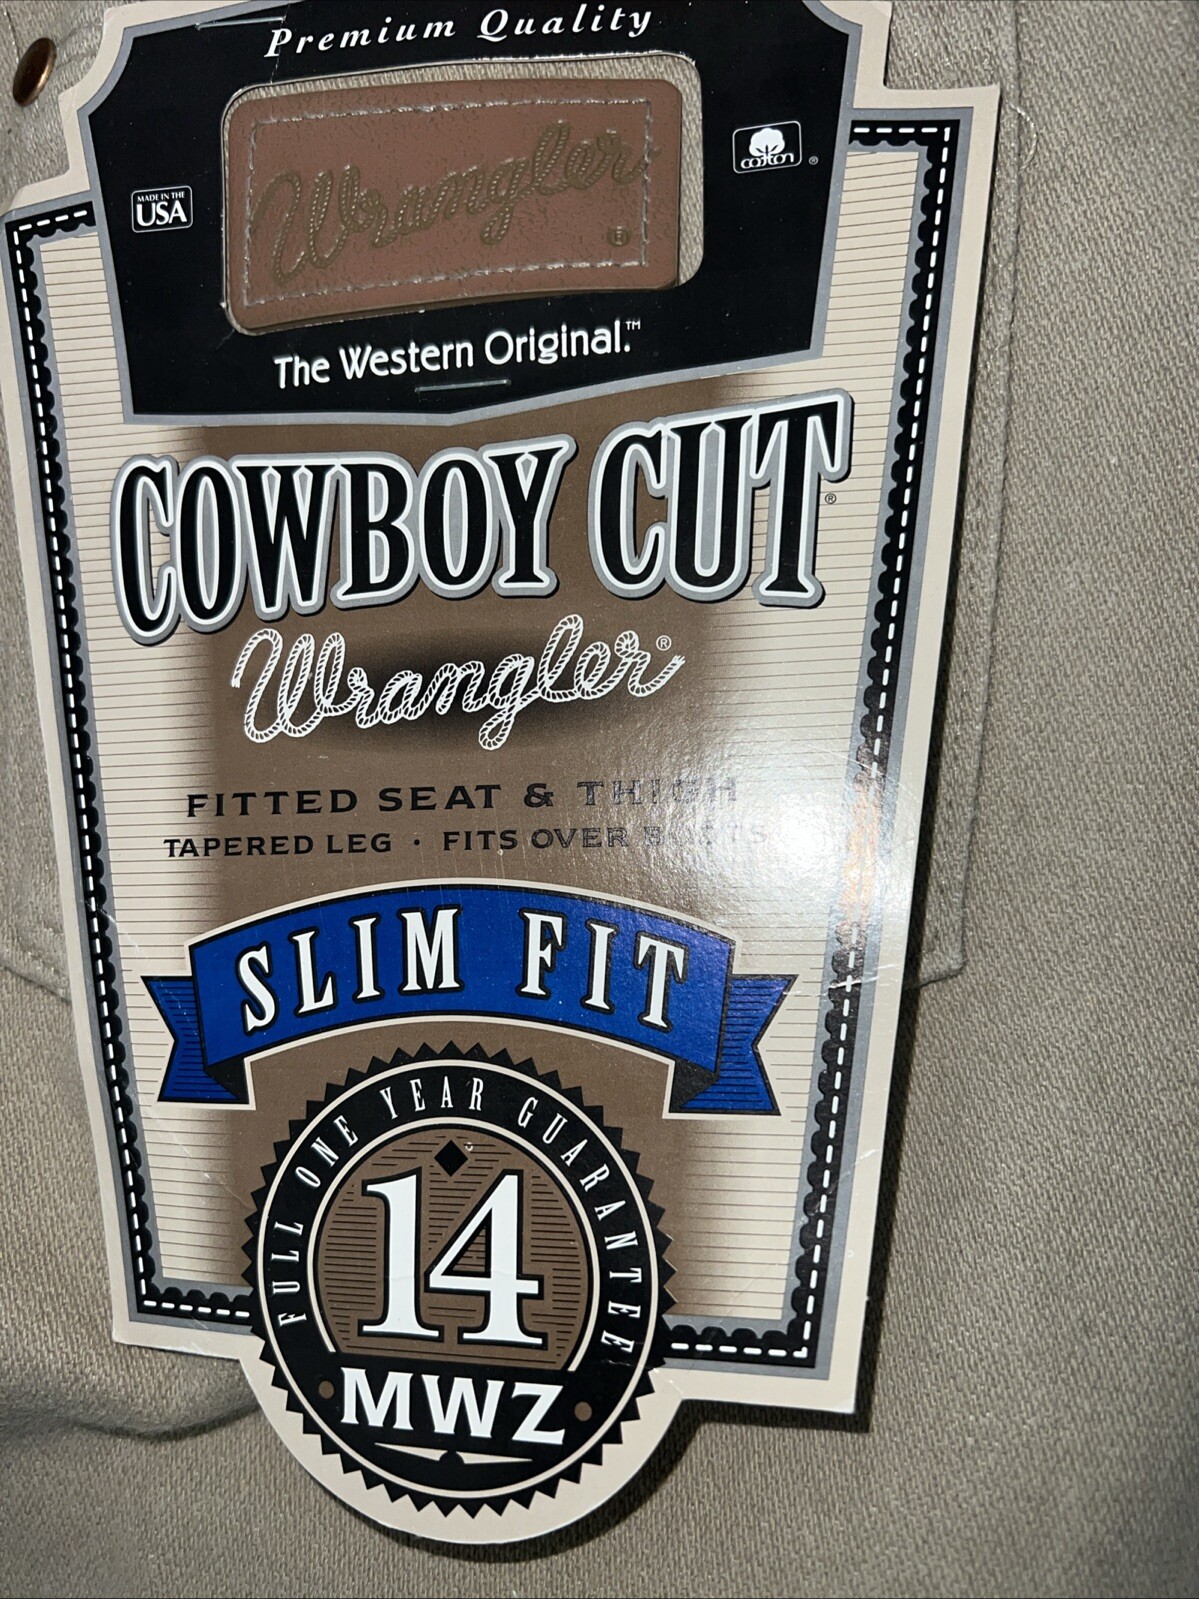 Premium Quality
Wrangler
®
MADE IN THE
USA
cotton ®
The Western Original.™
COWBOY CUT®
Wrangler®
FITTED SEAT & THIGH
TAPERED LEG · FITS OVER BOOTS
SLIM FIT
FULL ONE YEAR GUARANTEE
14
MWZ